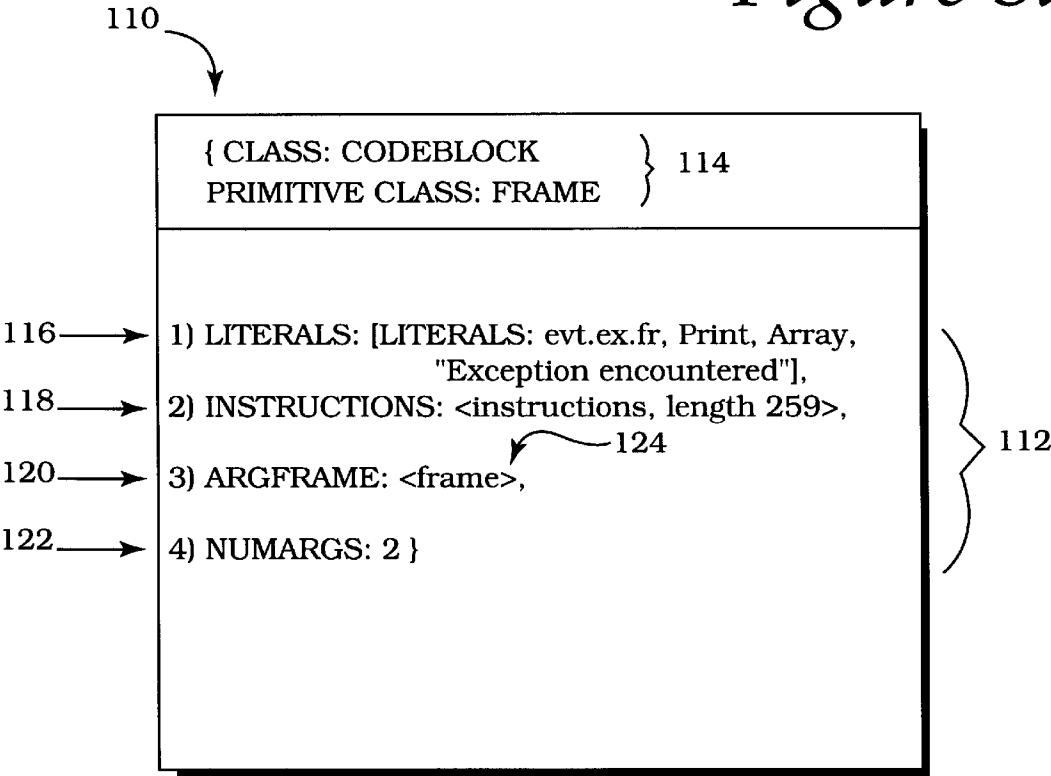 Figure
110
{ CLASS: CODEBLOCK
PRIMITIVE CLASS: FRAME
114
116
1) LITERALS: [LITERALS: evt.ex.fr, Print, Array,
"Exception encountered"],
118
2) INSTRUCTIONS: <instructions, length 259>,
124
112
120
3) ARGFRAME: <frame>,
122
4) NUMARGS: 2 }